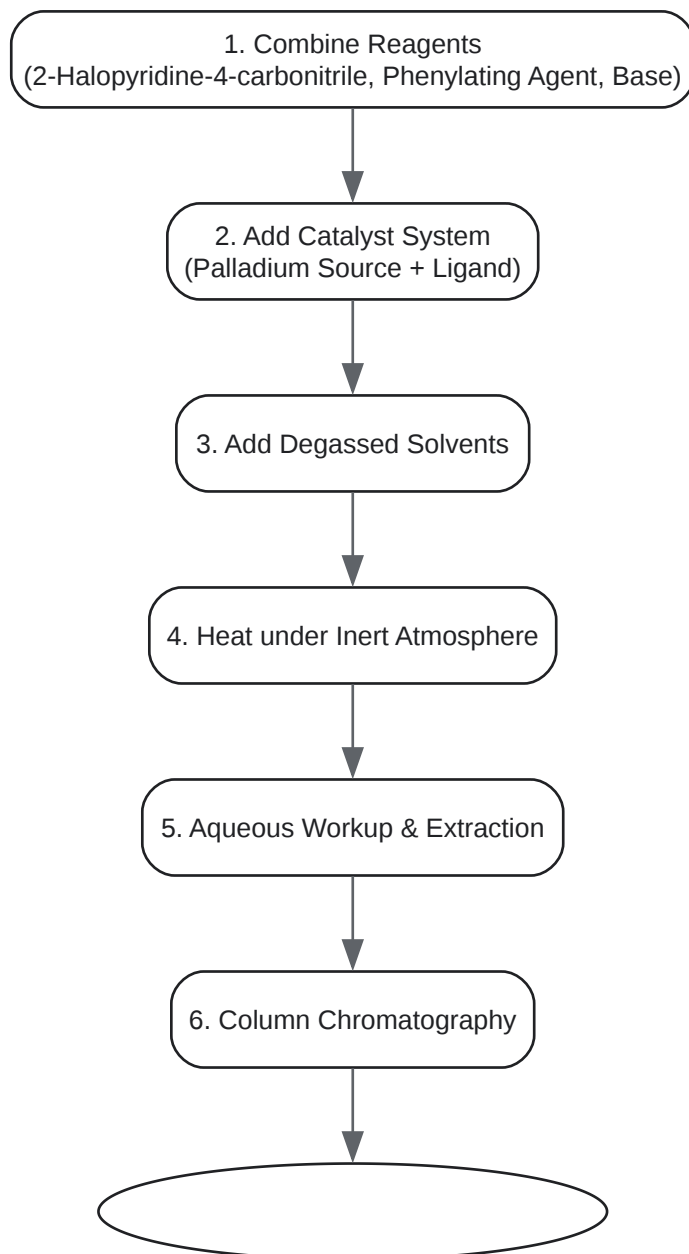 1. Combine Reagents
(2-Halopyridine-4-carbonitrile, Phenylating Agent, Base)
2. Add Catalyst System
(Palladium Source + Ligand)
3. Add Degassed Solvents
4. Heat under Inert Atmosphere
5. Aqueous Workup & Extraction
6. Column Chromatography